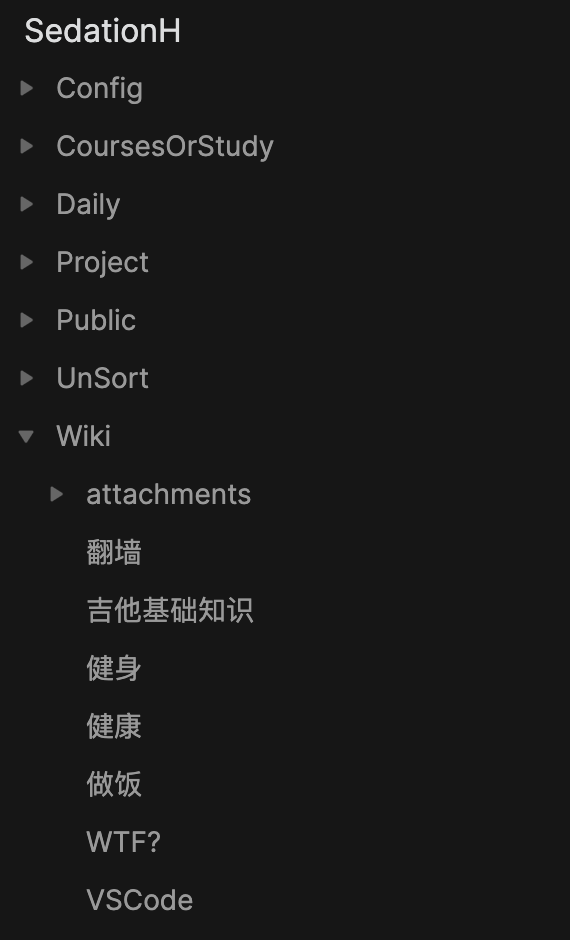 SedationH
Config
CoursesOrStudy
Daily
Project
Public
UnSort
Wiki
attachments
翻墙
吉他基础知识
健身
健康
做饭
WTF?
VSCode